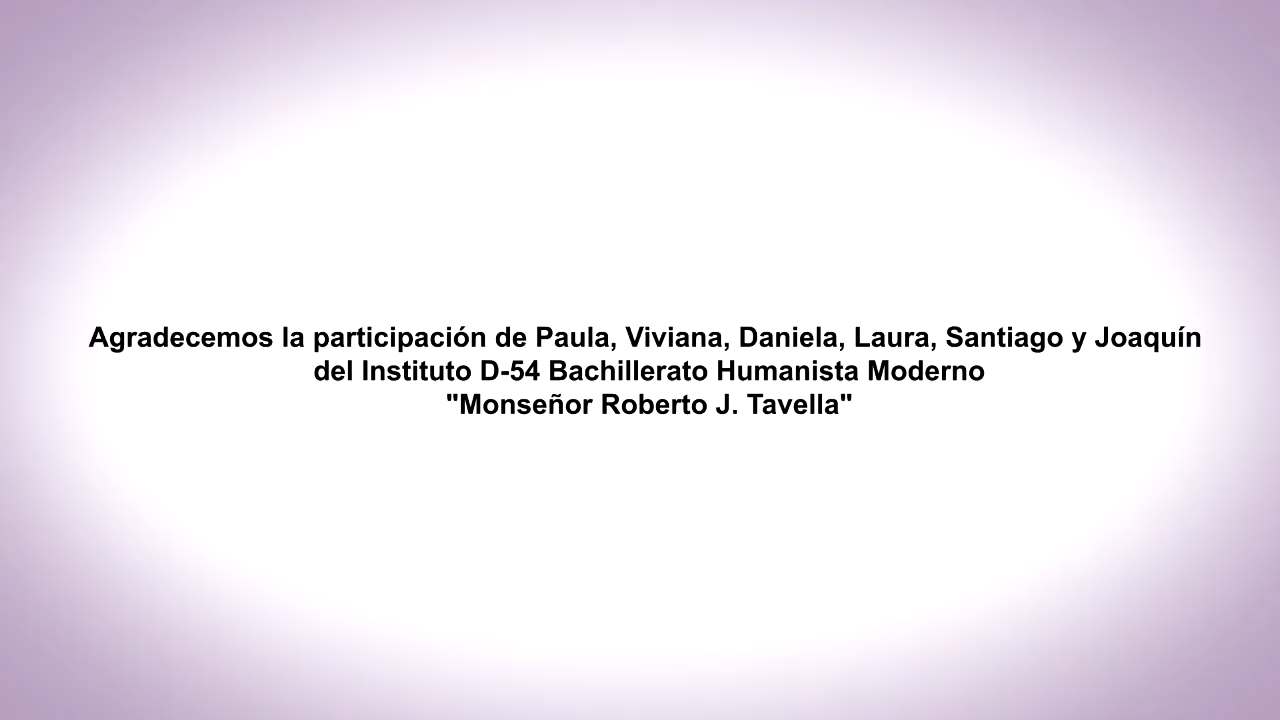 Agradecemos la participación de Paula, Viviana, Daniela, Laura, Santiago y Joaquín
del Instituto D-54 Bachillerato Humanista Moderno
"Monseñor Roberto J. Tavella"